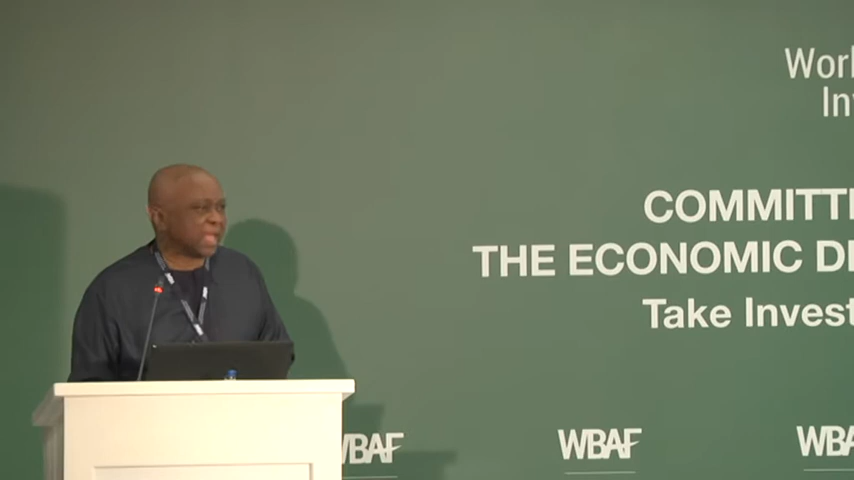 Worl
In
COMMITT
THE ECONOMIC D
Take Invest
WBAF
WBAF
WBA